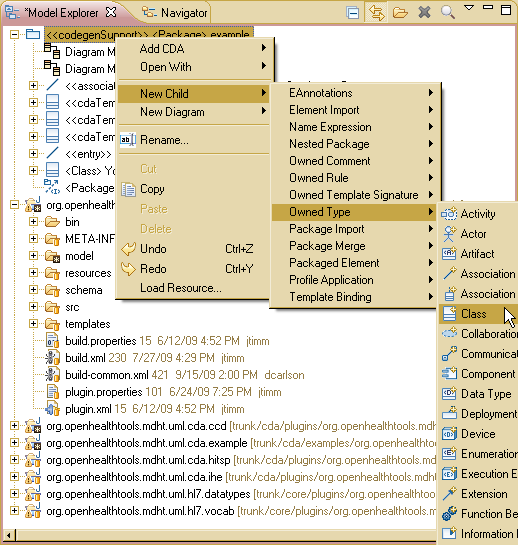 *Model Explorer
Navigator
<<codegenSupport>> <Package> example
Diagram M
Diagram M
<<associa
<<cdaTem
<<cdaTem
<<cdaTem
<<entry>>
<Class> Yo
<Packag
org.openhealth
bin
META-INF
model
resources
schema
src
templates
build.properties 15 6/12/09 4:52 PM jtimm
build.xml 230 7/27/09 4:29 PM jtimm
build-common.xml 421 9/15/09 2:00 PM dcarlson
plugin.properties 101 6/24/09 7:25 PM jtimm
plugin.xml 15 6/12/09 4:52 PM jtimm
org.openhealthtools.mdht.uml.cda.ccd [trunk/cda/plugins/org.openhealthtools.md
org.openhealthtools.mdht.uml.cda.example [trunk/cda/examples/org.openhealtht
org.openhealthtools.mdht.uml.cda.hitsp [trunk/cda/plugins/org.openhealthtools.m
org.openhealthtools.mdht.uml.cda.ihe [trunk/cda/plugins/org.openhealthtools.md
org.openhealthtools.mdht.uml.hl7.datatypes [trunk/core/plugins/org.openhealthto
org.openhealthtools.mdht.uml.hl7.vocab [trunk/core/plugins/org.openhealthtools.
Add CDA
Open With
New Child
New Diagram
Rename...
Cut
Copy
Paste
Delete
Undo Ctrl+Z
Redo Ctrl+Y
Load Resource...
EAnnotations
Element Import
Name Expression
Nested Package
Owned Comment
Owned Rule
Owned Template Signature
Owned Type
Package Import
Package Merge
Packaged Element
Profile Application
Template Binding
Activity
Actor
Artifact
Association
Association
Class
Collaboration
Communicat
Component
Data Type
Deployment
Device
Enumeration
Execution E
Extension
Function Be
Information